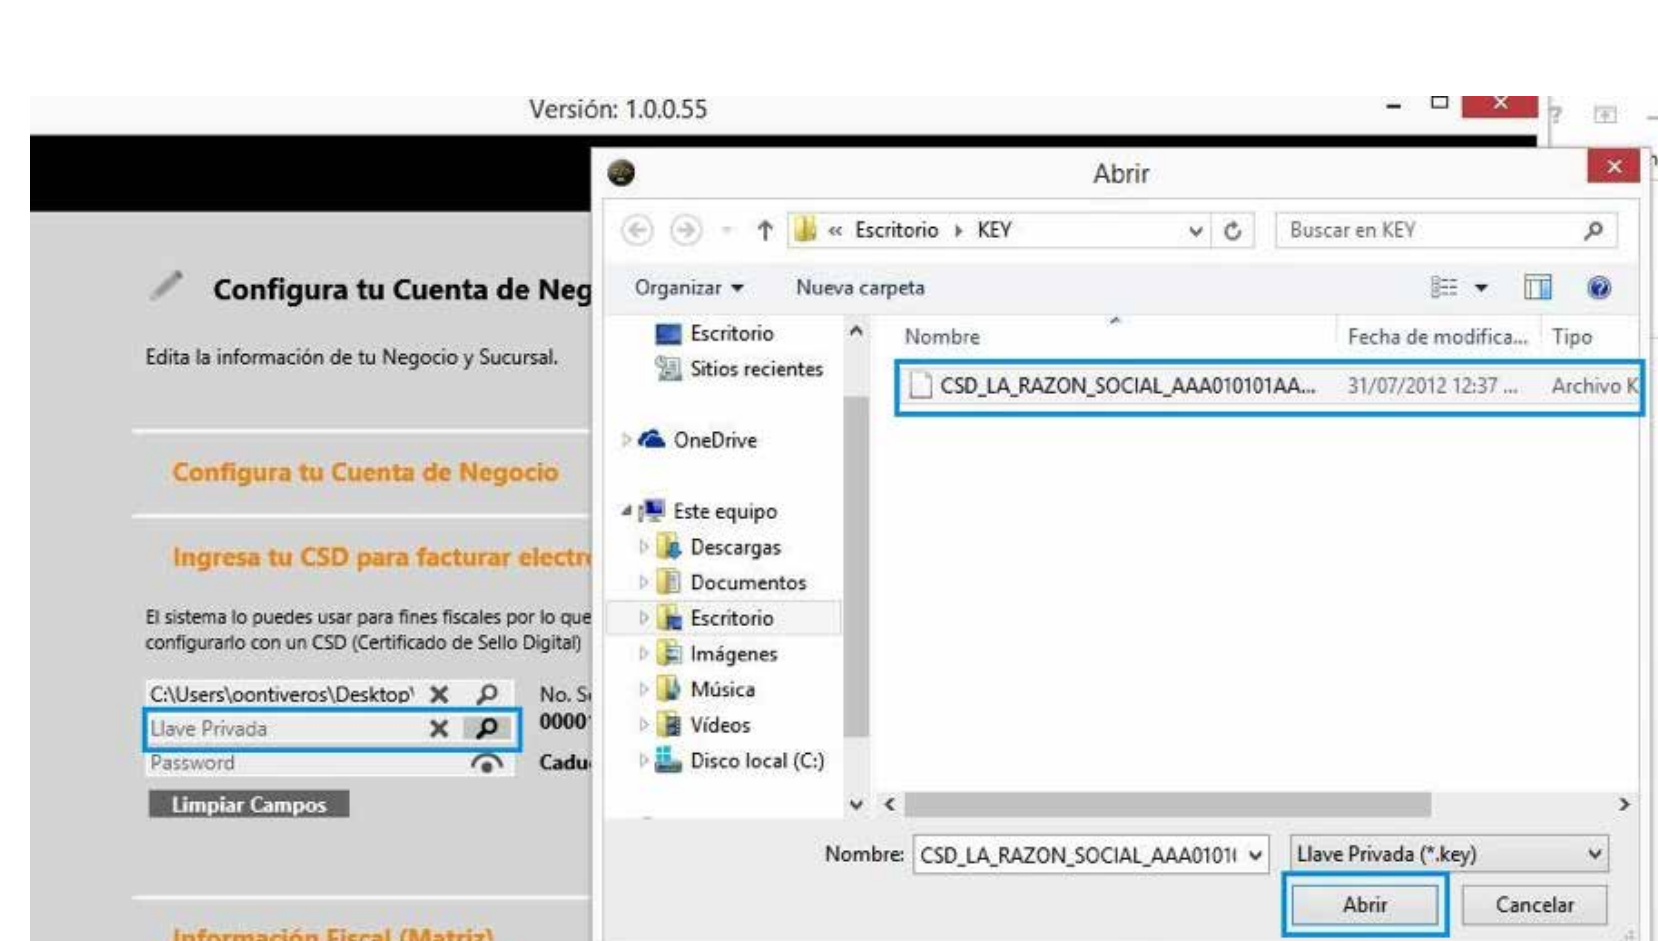 Versión: 1.0.0.55
Abrir
« Escritorio KEY
Buscar en KEY
Configura tu Cuenta de Neg
Organizar
Nueva carpeta
Edita la información de tu Negocio y Sucursal.
Escritorio
Sitios recientes
OneDrive
Este equipo
Descargas
Documentos
Escritorio
Imágenes
Música
Vídeos
Disco local (C:)
Nombre
Fecha de modifica...
Tipo
CSD_LA_RAZON_SOCIAL_AAA010101AA...
31/07/2012 12:37 ...
Archivo K
Configura tu Cuenta de Negocio
Ingresa tu CSD para facturar electr
El sistema lo puedes usar para fines fiscales por lo que
configurarlo con un CSD (Certificado de Sello Digital)
C:\Users\oontiveros\Desktop\
No. S
Llave Privada
0000
Password
Cadu
Limpiar Campos
Nombre:
CSD_LA_RAZON_SOCIAL_AAA0101
Llave Privada (*.key)
Abrir
Cancelar
Información Fiscal (Matriz)